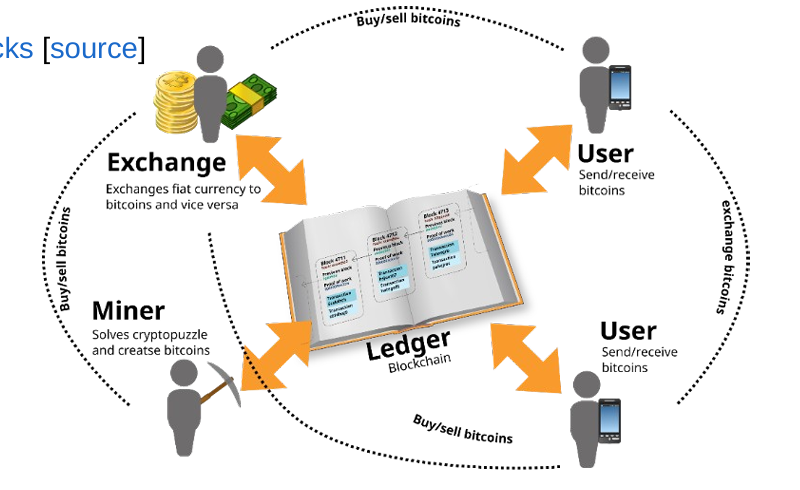 Buy/sell bitcoins
cks [source]
Exchange
Exchanges fiat currency to
bitcoins and vice versa
User
Send/receive
bitcoins
Buy/sell bitcoins
exchange bitcoins
Block 4711
Previous block
Proof of work
Transaction
Block 4712
Previous block
Proof of work
Transaction
Block 4713
Previous block
Proof of work
Transaction
Miner
Solves cryptopuzzle
and creatse bitcoins
Ledger
Blockchain
User
Send/receive
bitcoins
Buy/sell bitcoins